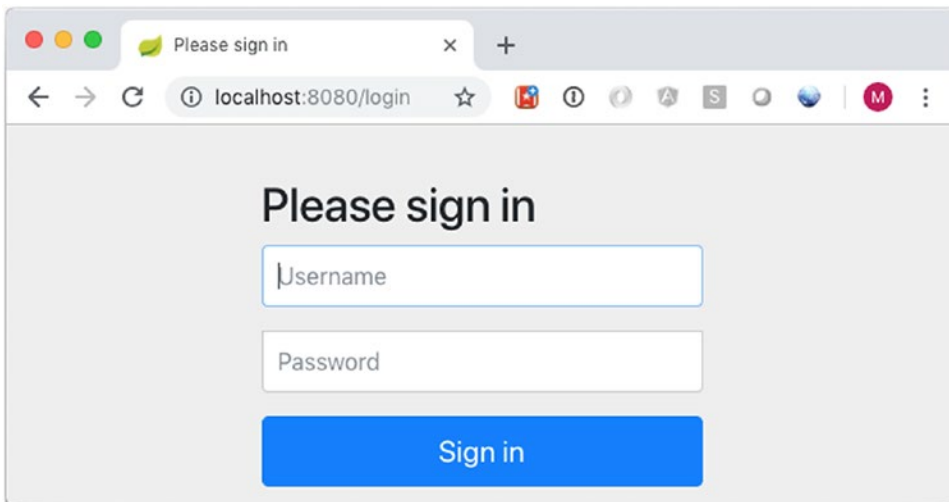 Please sign in
localhost:8080/login
S
M
Please sign in
Username
Password
Sign in